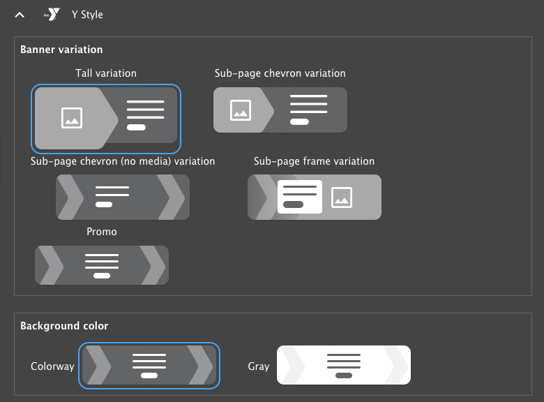 Y Style
Banner variation
Tall variation
Sub-page chevron variation
Sub-page chevron (no media) variation
Sub-page frame variation
Promo
Background color
Colorway
Gray